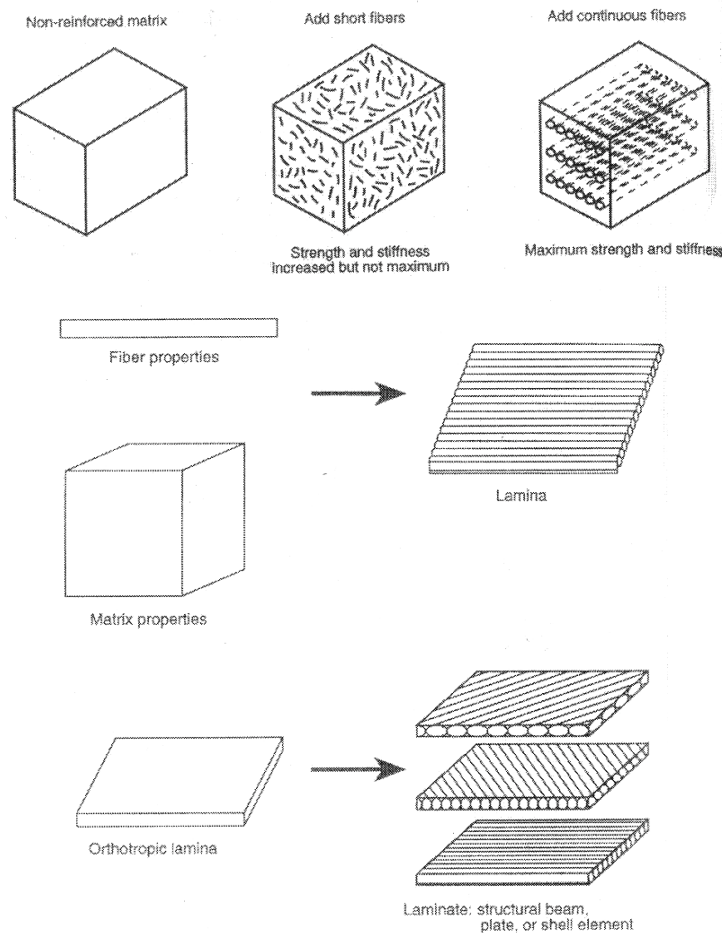 Non-reinforced matrix
Add short fibers
Add continuous fibers
Strength and stiffness
increased but not maximum
Maximum strength and stiffness
Fiber properties
Lamina
Matrix properties
Orthotropic lamina
Laminate: structural beam,
plate, or shell element